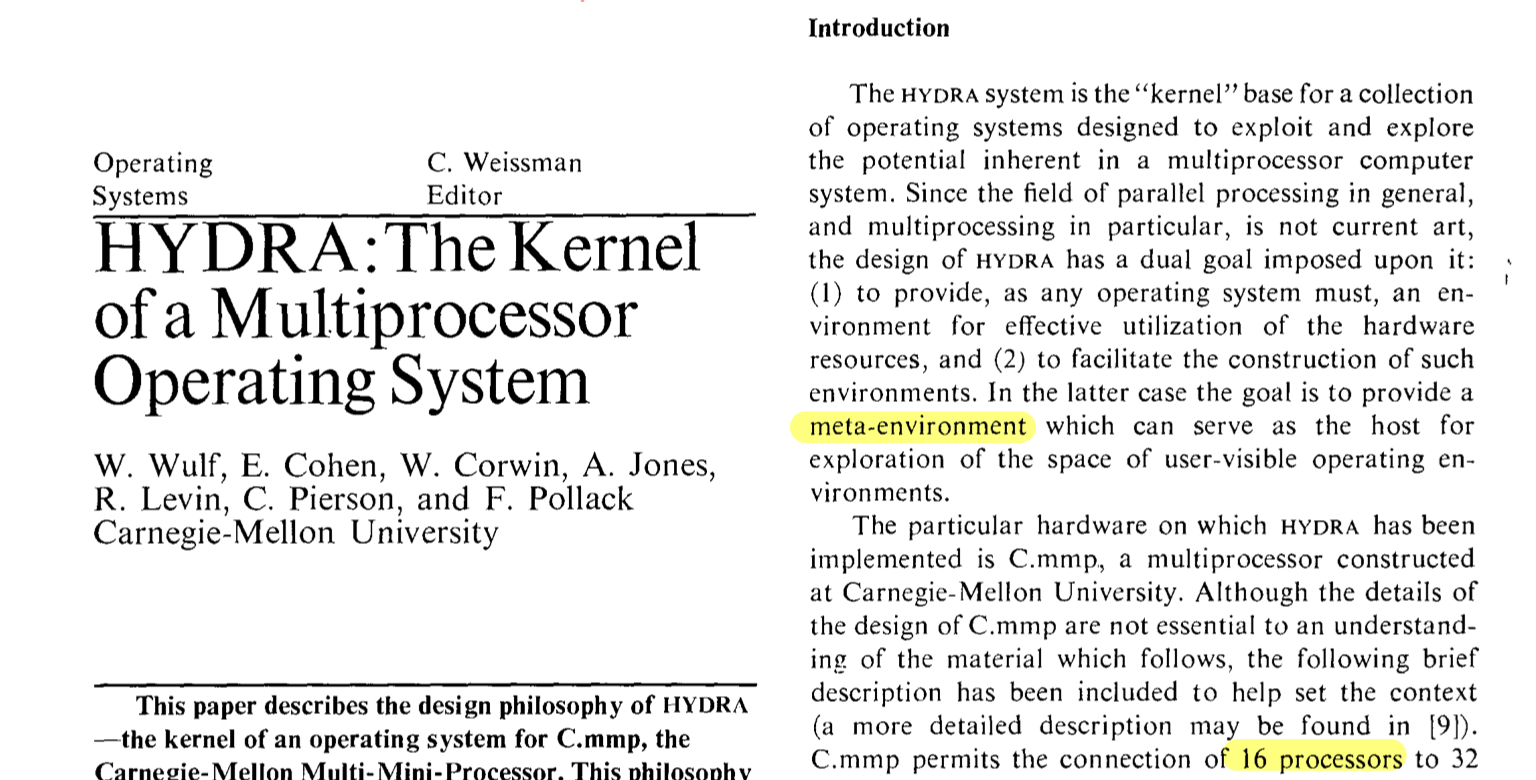 Operating
Systems
C. Weissman
Editor
HYDRA: The Kernel
of a Multiprocessor
Operating System
W. Wulf, E. Cohen, W. Corwin, A. Jones,
R. Levin, C. Pierson, and F. Pollack
Carnegie-Mellon University
This paper describes the design philosophy of HYDRA
—the kernel of an operating system for C.mmp, the
Carnegie-Mellon Multi-Mini-Processor. This philosophy
Introduction
The HYDRA system is the “kernel” base for a collection
of operating systems designed to exploit and explore
the potential inherent in a multiprocessor computer
system. Since the field of parallel processing in general,
and multiprocessing in particular, is not current art,
the design of HYDRA has a dual goal imposed upon it:
(1) to provide, as any operating system must, an en-
vironment for effective utilization of the hardware
resources, and (2) to facilitate the construction of such
environments. In the latter case the goal is to provide a
meta-environment which can serve as the host for
exploration of the space of user-visible operating en-
vironments.
The particular hardware on which HYDRA has been
implemented is C.mmp, a multiprocessor constructed
at Carnegie-Mellon University. Although the details of
the design of C.mmp are not essential to an understand-
ing of the material which follows, the following brief
description has been included to help set the context
(a more detailed description may be found in [9]).
C.mmp permits the connection of 16 processors to 32